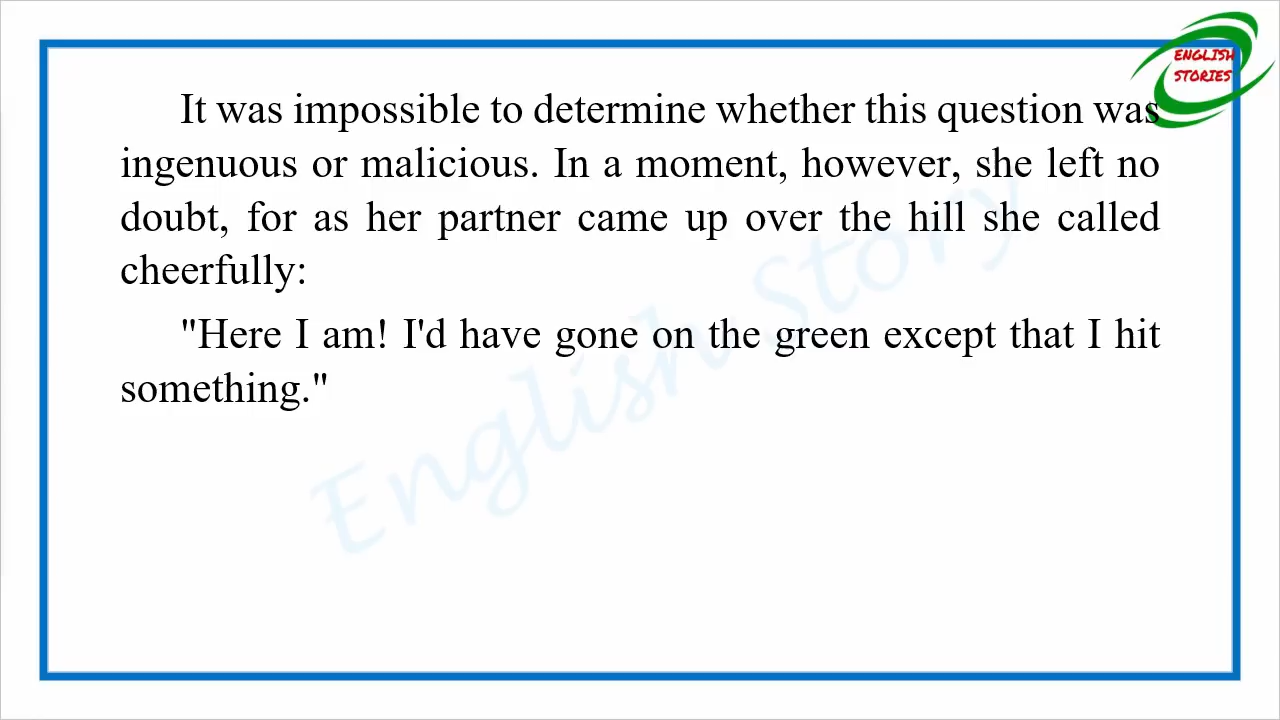 ENGLISH
STORIES
It was impossible to determine whether this question was
ingenuous or malicious. In a moment, however, she left no
doubt, for as her partner came up over the hill she called
cheerfully:
"Here I am! I'd have gone on the green except that I hit
something."
English Story